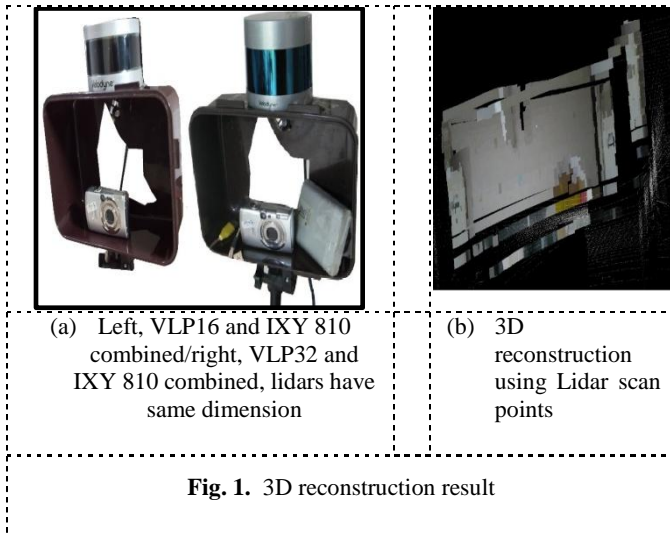 (a) Left, VLP16 and IXY 810
combined/right, VLP32 and
IXY 810 combined, lidars have
same dimension
(b) 3D
reconstruction
using Lidar scan
points
Fig. 1. 3D reconstruction result